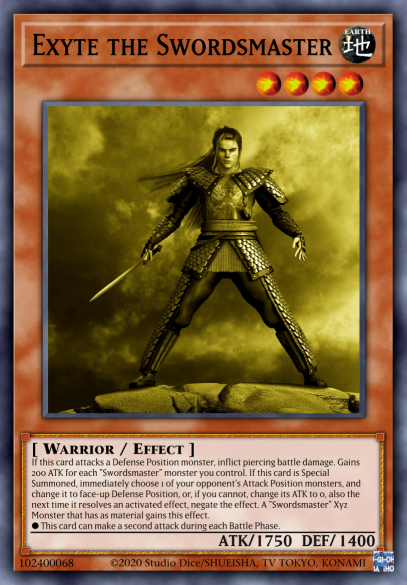 EXYTE THE SWORDSMASTER
EARTH
地
[ WARRIOR / EFFECT ]
If this card attacks a Defense Position monster, inflict piercing battle damage. Gains
200 ATK for each "Swordsmaster" monster you control. If this card is Special
Summoned, immediately choose 1 of your opponent's Attack Position monsters, and
change it to face-up Defense Position, or, if you cannot, change its ATK to 0, also the
next time it resolves an activated effect, negate the effect. A "Swordsmaster" Xyz
Monster that has as material gains this effect.
●This card can make a second attack during each Battle Phase.
ATK/1750 DEF/1400
102400068 ©2020 Studio Dice/SHUEISHA, TV TOKYO, KONAMI